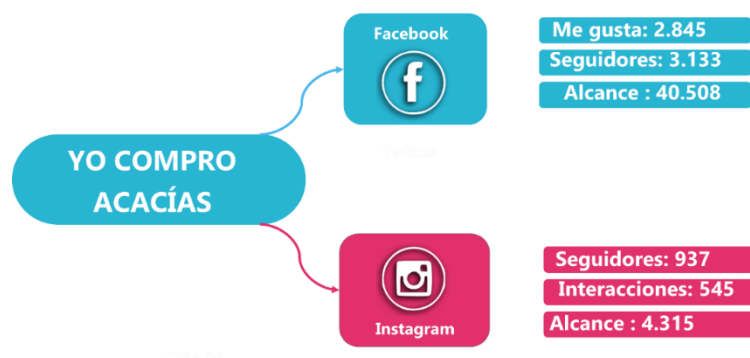 Facebook
Me gusta: 2.845
Seguidores: 3.133
Alcance : 40.508
YO COMPRO
ACACÍAS
Twitter
Seguidores: 937
Interacciones: 545
Alcance : 4.315
Instagram